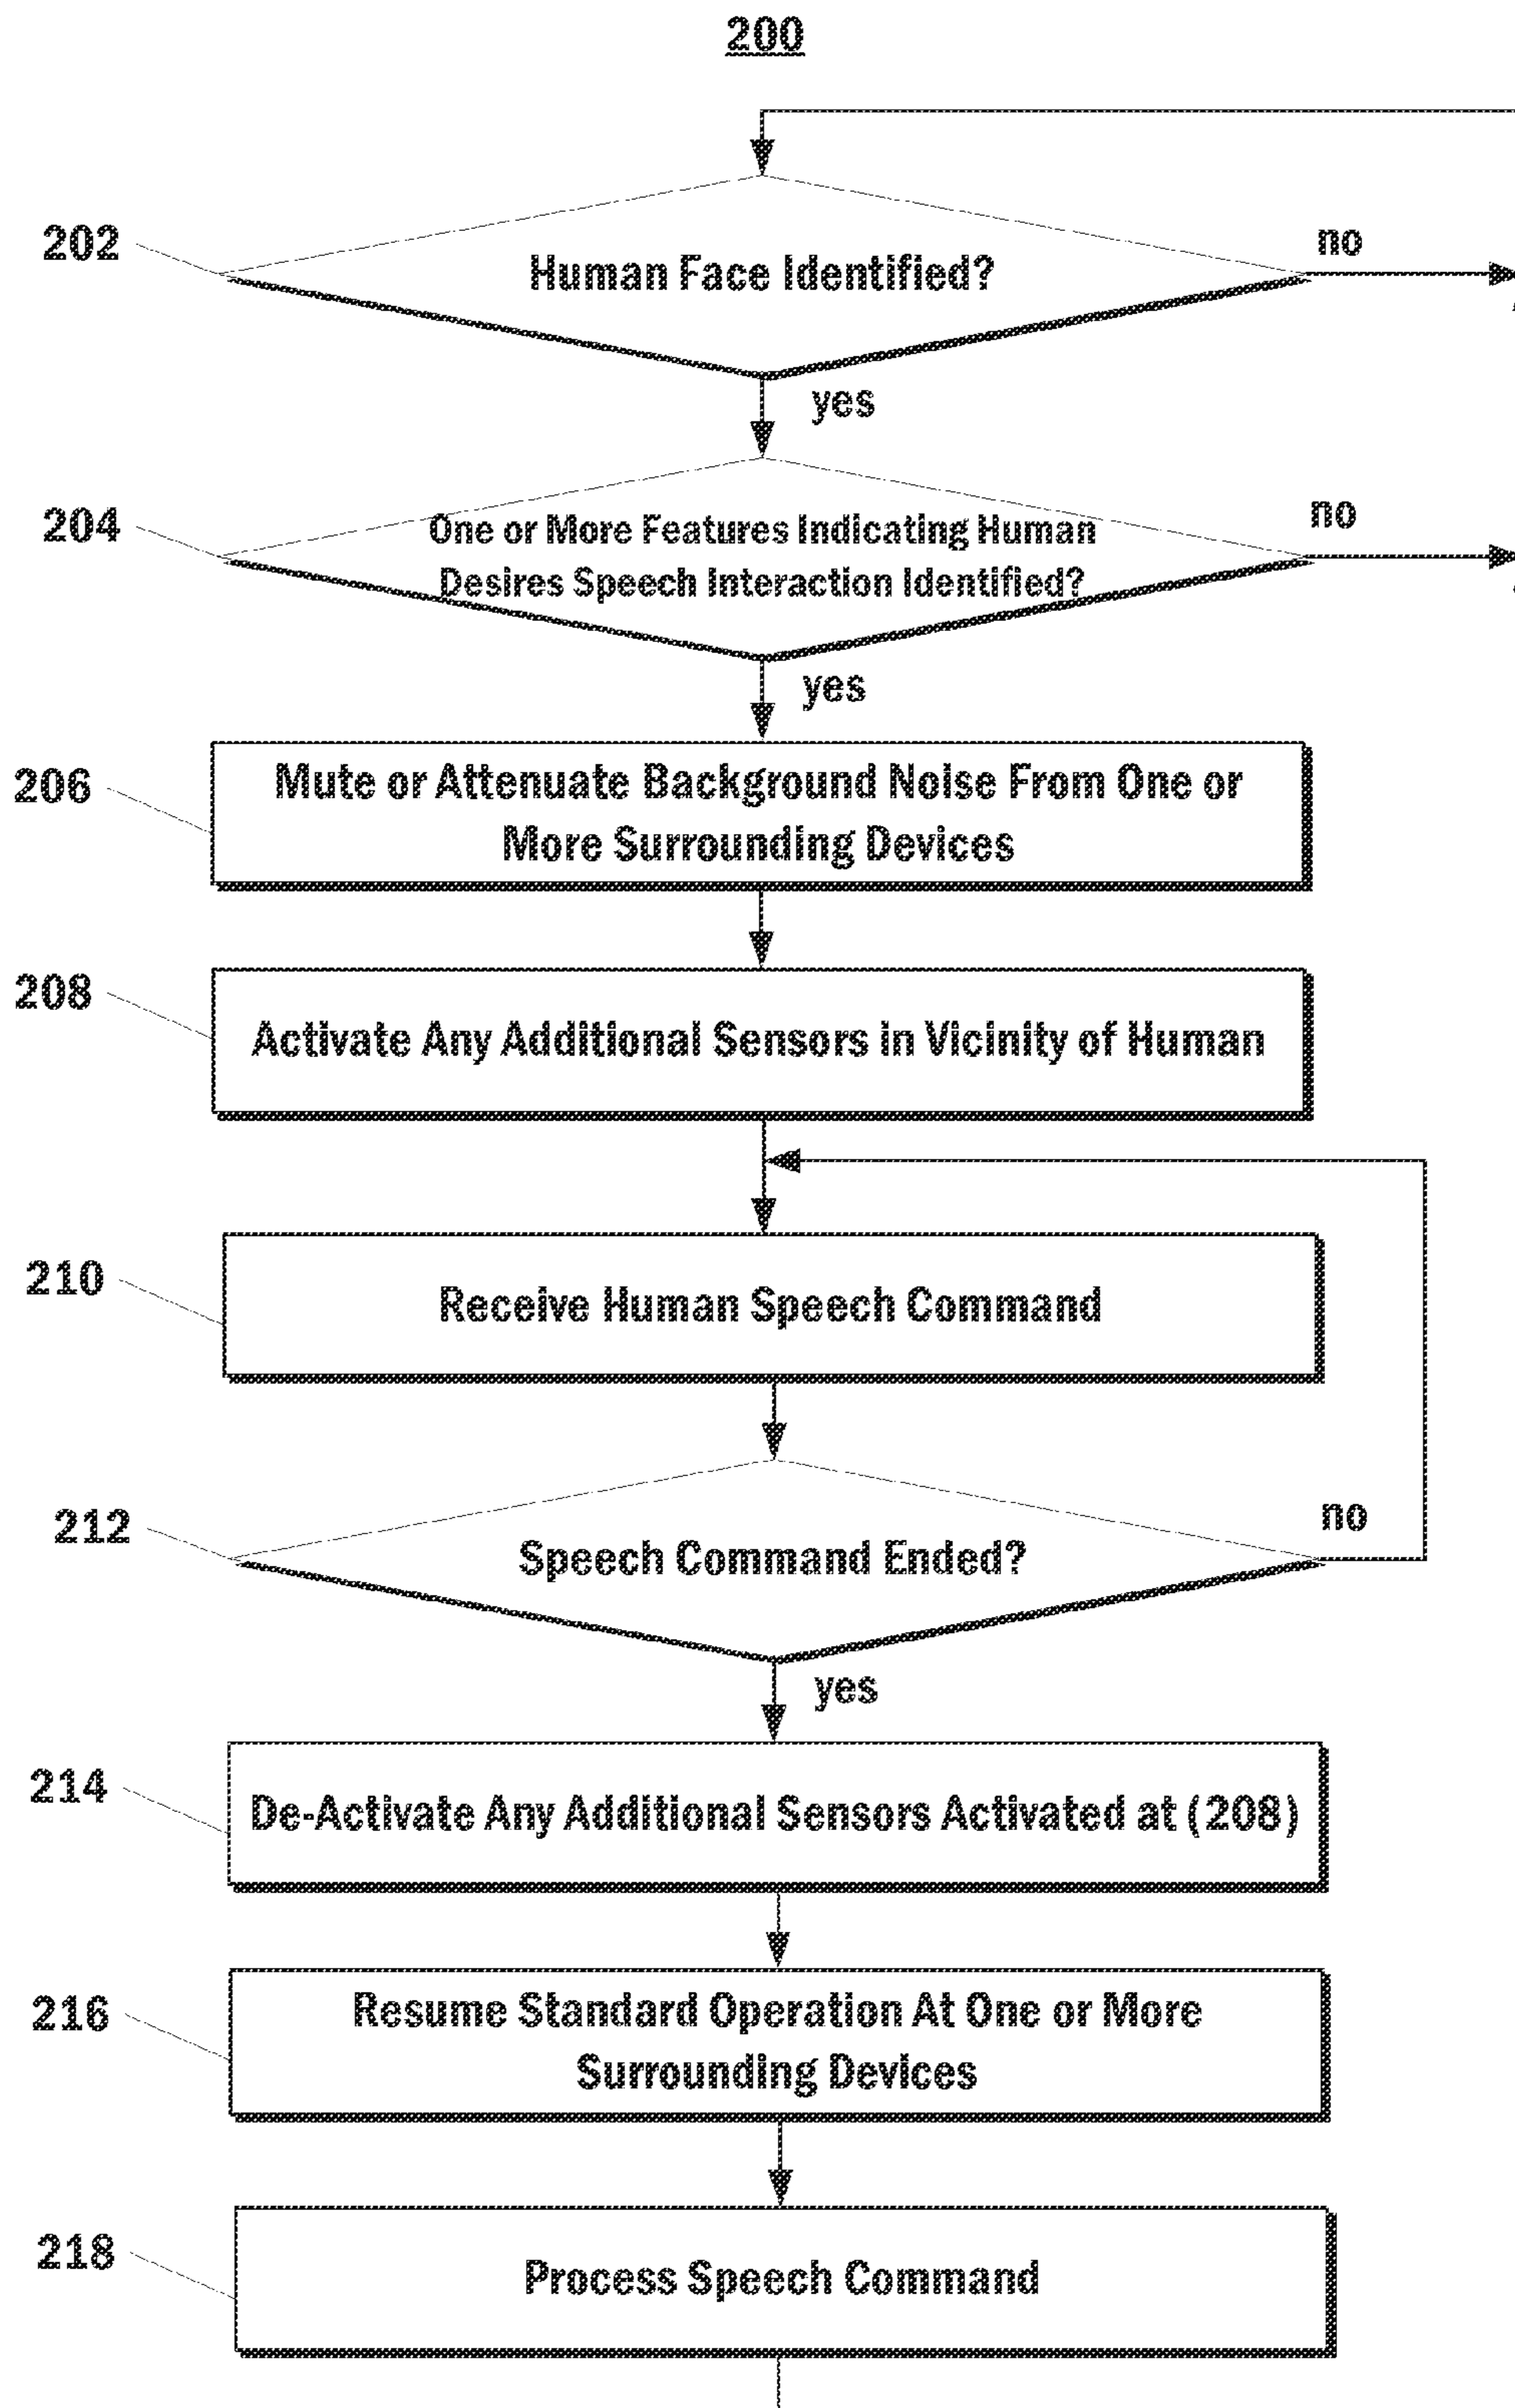 200
202
Human Face Identified?
no
yes
204
One or More Features Indicating Human
Desires Speech Interaction Identified?
no
yes
206
Mute or Attenuate Background Noise From One or
More Surrounding Devices
208
Activate Any Additional Sensors in Vicinity of Human
210
Receive Human Speech Command
212
Speech Command Ended?
no
yes
214
De-Activate Any Additional Sensors Activated at (208)
216
Resume Standard Operation At One or More
Surrounding Devices
218
Process Speech Command